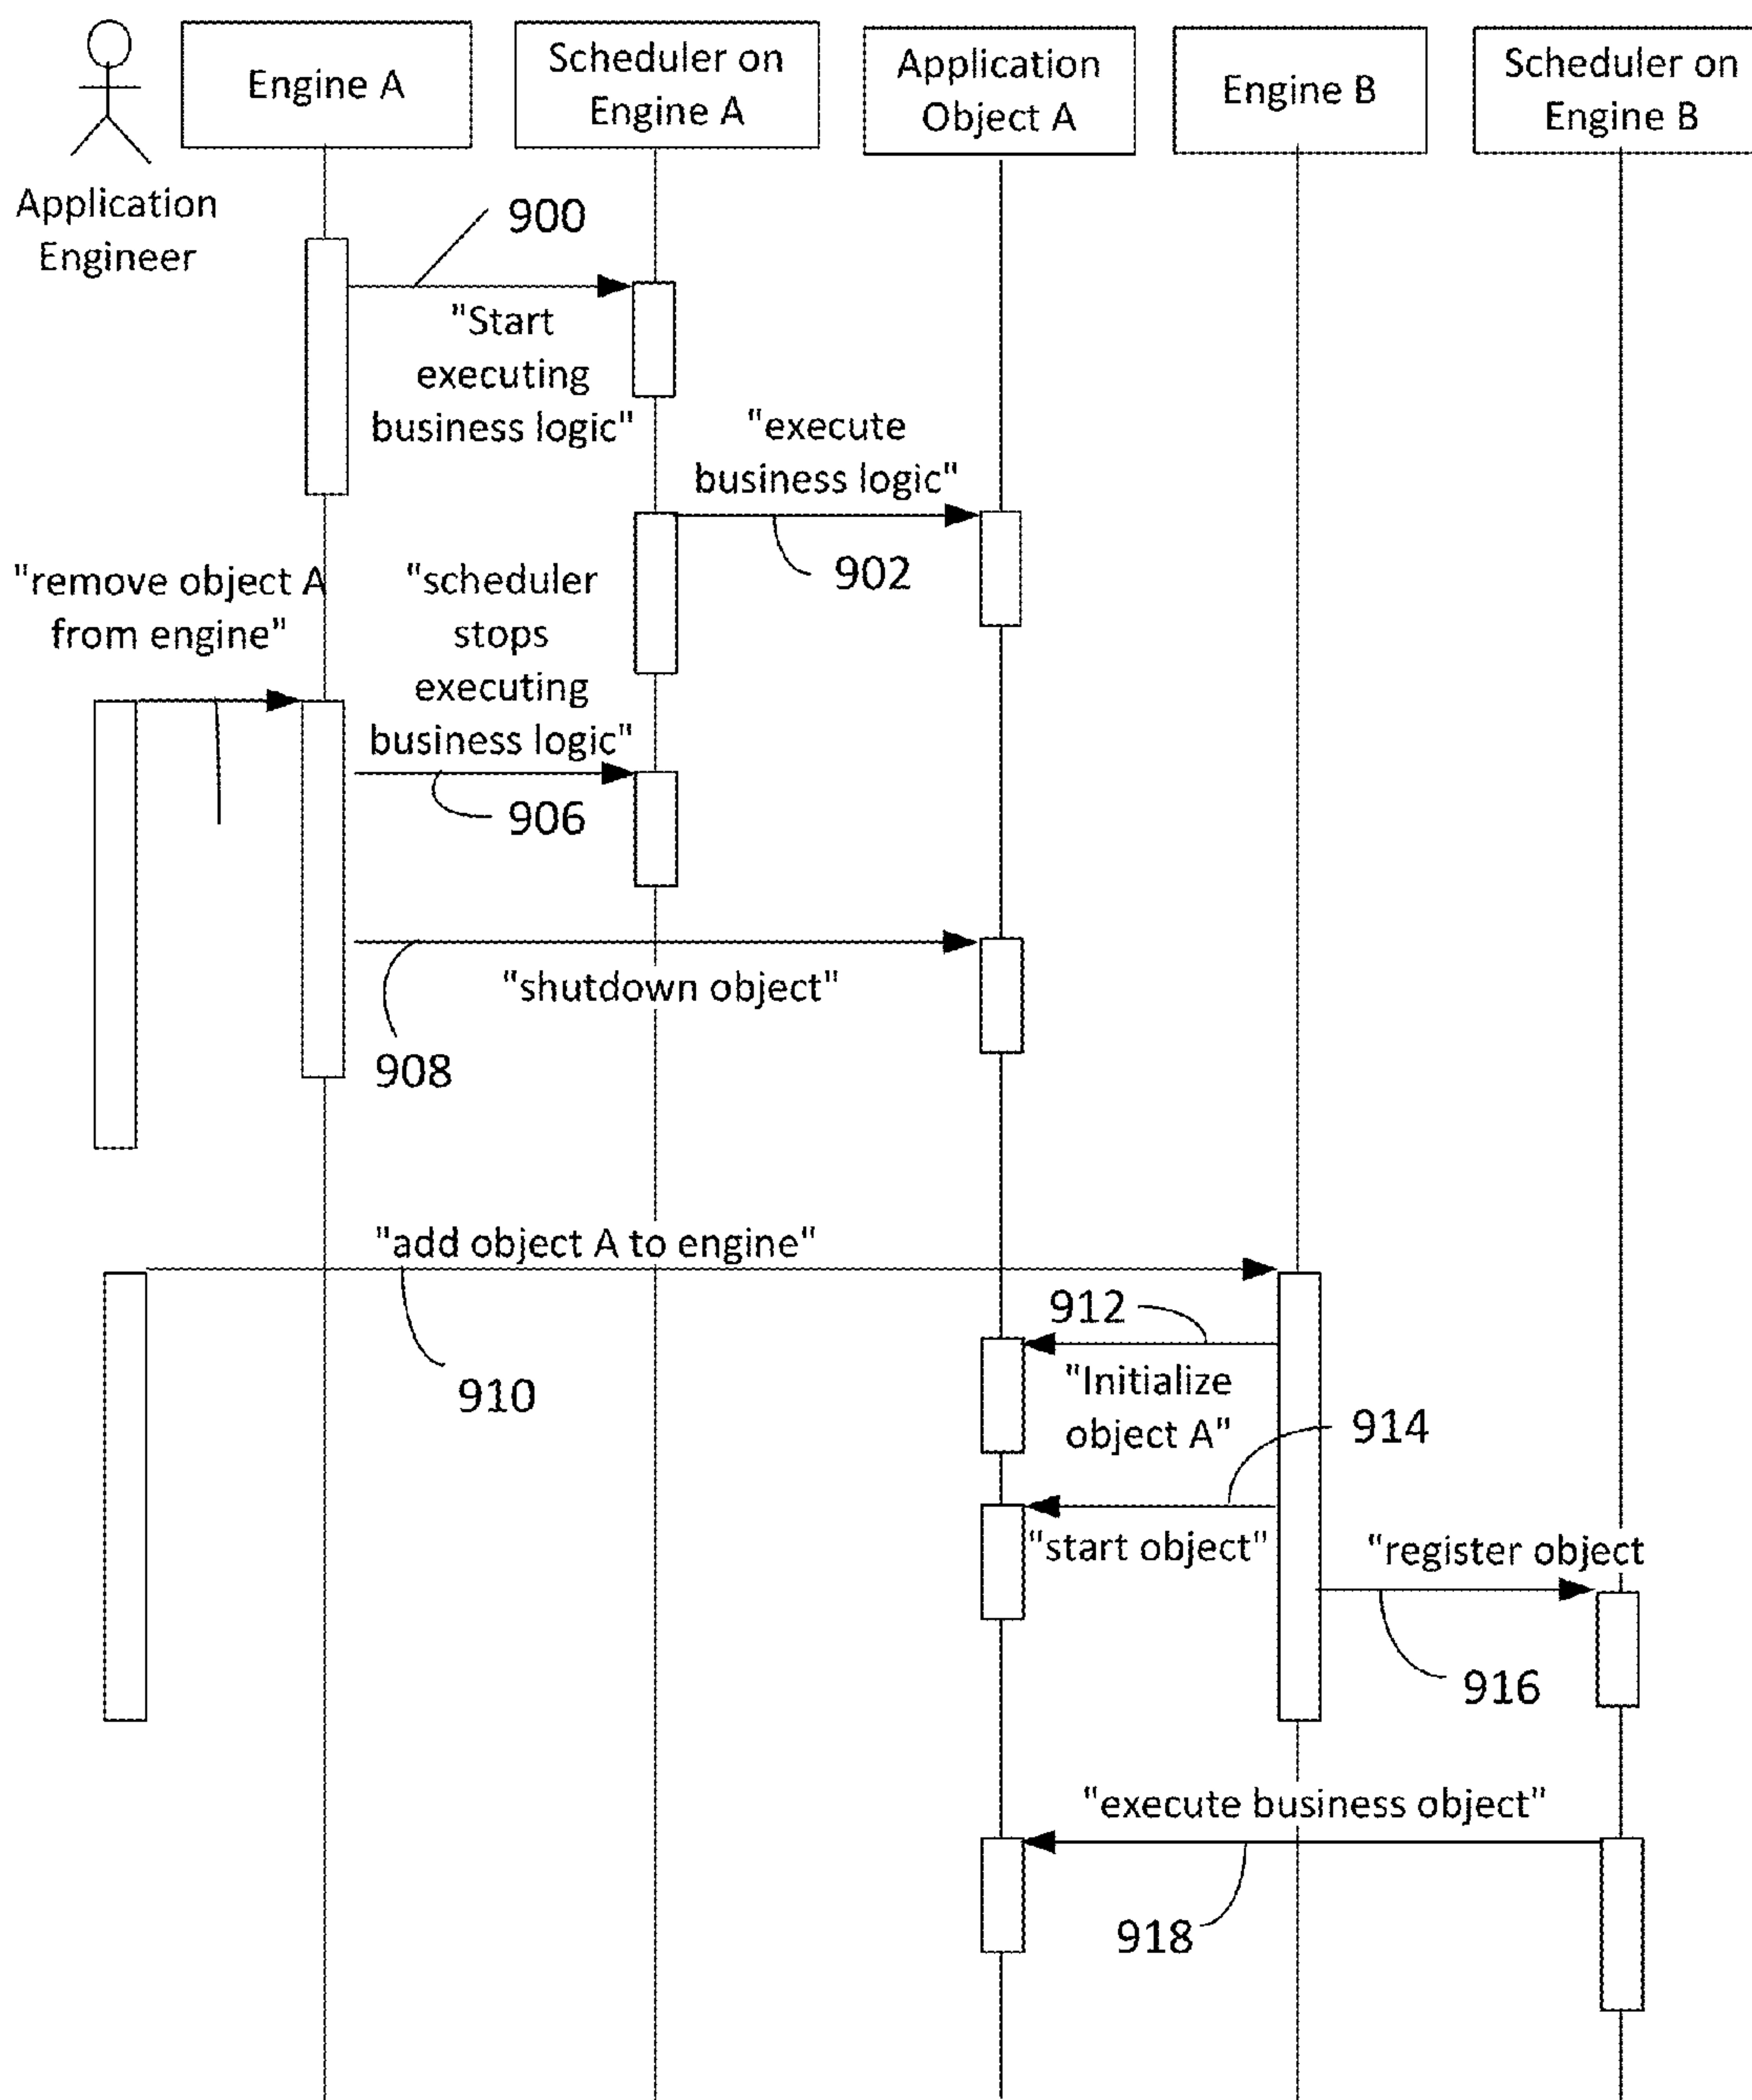 Application
Engineer
Engine A
Scheduler on
Engine A
Application
Object A
Engine B
Scheduler on
Engine B
900
"Start
executing
business logic"
"execute
business logic"
902
"remove object A
from engine"
"scheduler
stops
executing
business logic"
906
908
"shutdown object"
"add object A to engine"
910
912
"Initialize
object A"
914
"start object"
"register object
916
"execute business object"
918